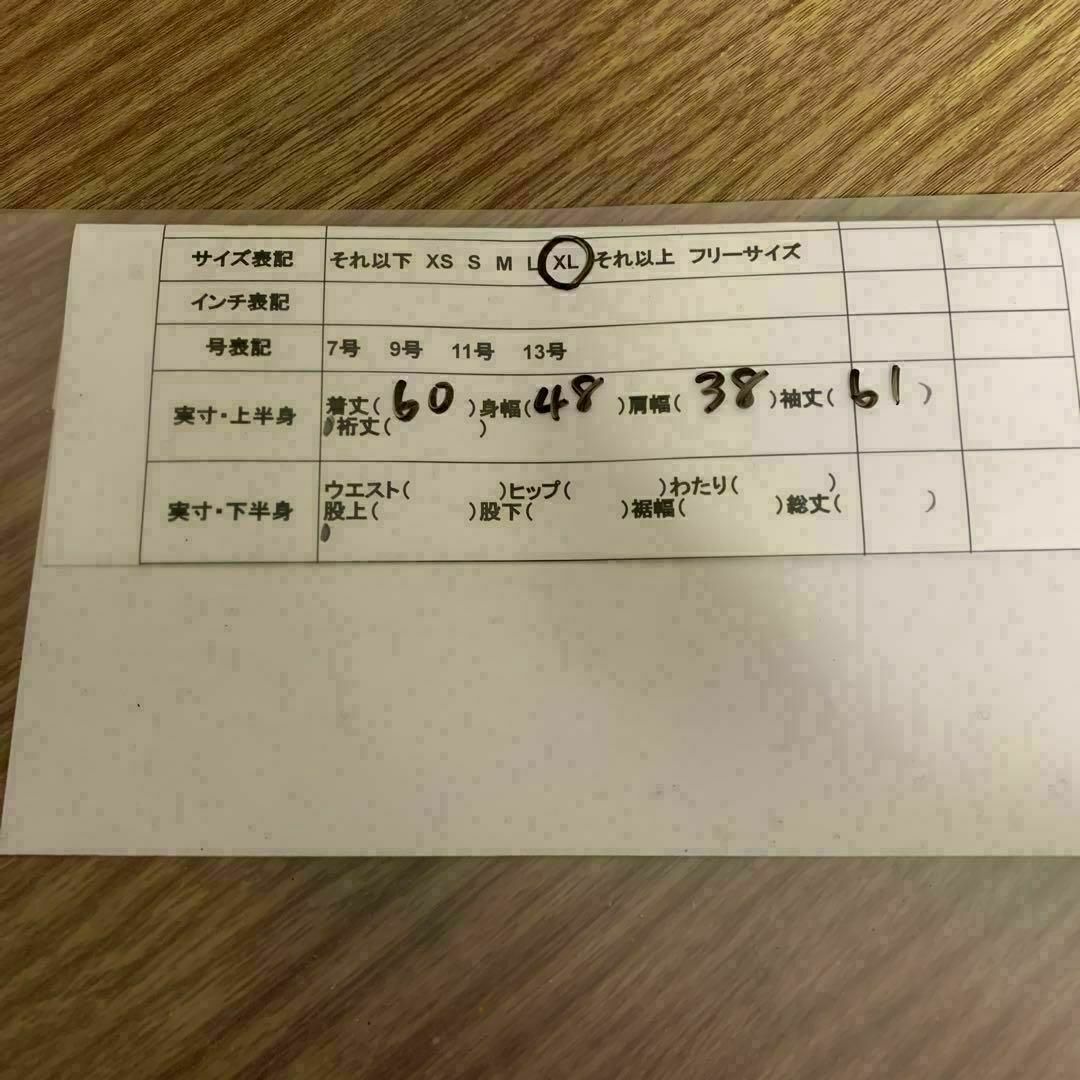 サイズ表記 それ以下 XS S M L XL それ以上 フリーサイズ
インチ表記
号表記 7号 9号 11号 13号
実寸・上半身 着丈( 60 )身幅( 48 )肩幅( 38 )袖丈( 61 )
裄丈( )
実寸・下半身 ウエスト( )ヒップ( )わたり( )
股上( )股下( )裾幅( )総丈( )